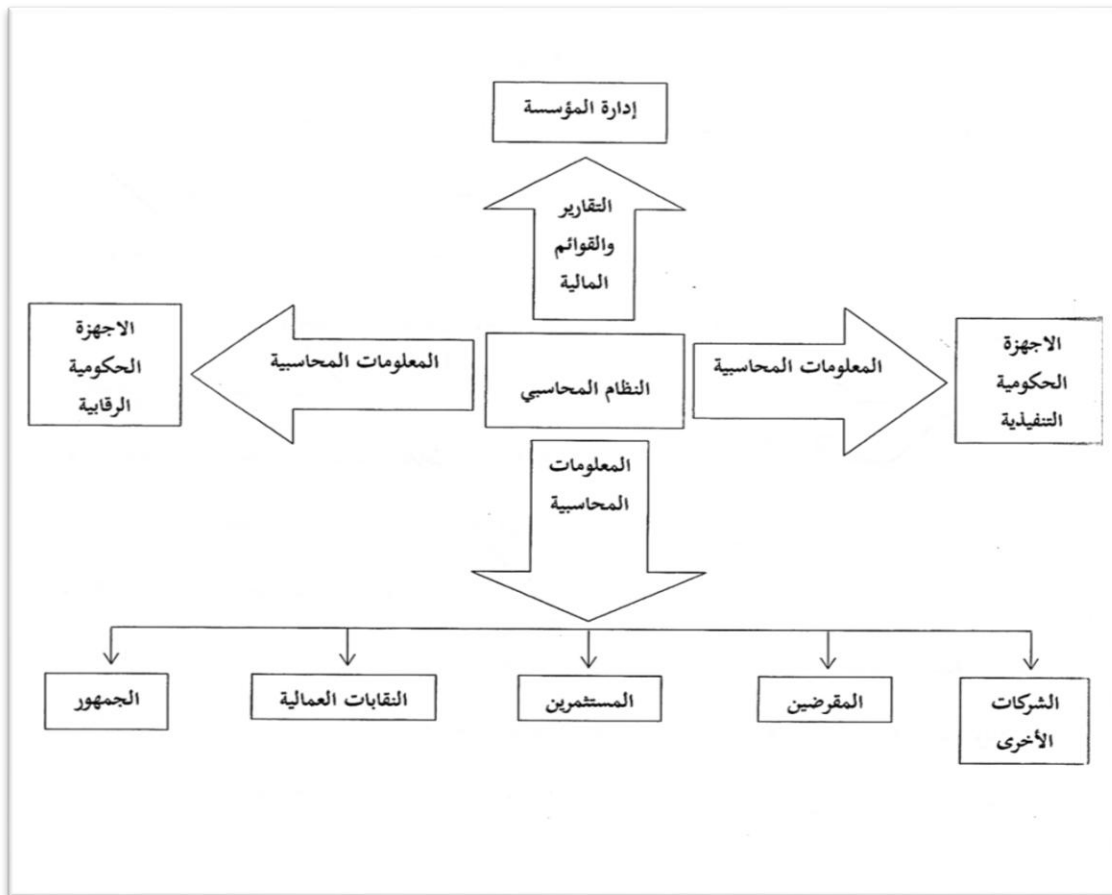 إدارة المؤسسة
التقارير
والقوائم
المالية
الاجهزة
الحكومية
التنفيذية
المعلومات المحاسبية
النظام المحاسبي
المعلومات المحاسبية
الاجهزة
الحكومية
الرقابية
المعلومات
المحاسبية
الشركات
الأخرى
المقرضين
المستثمرين
النقابات العمالية
الجمهور